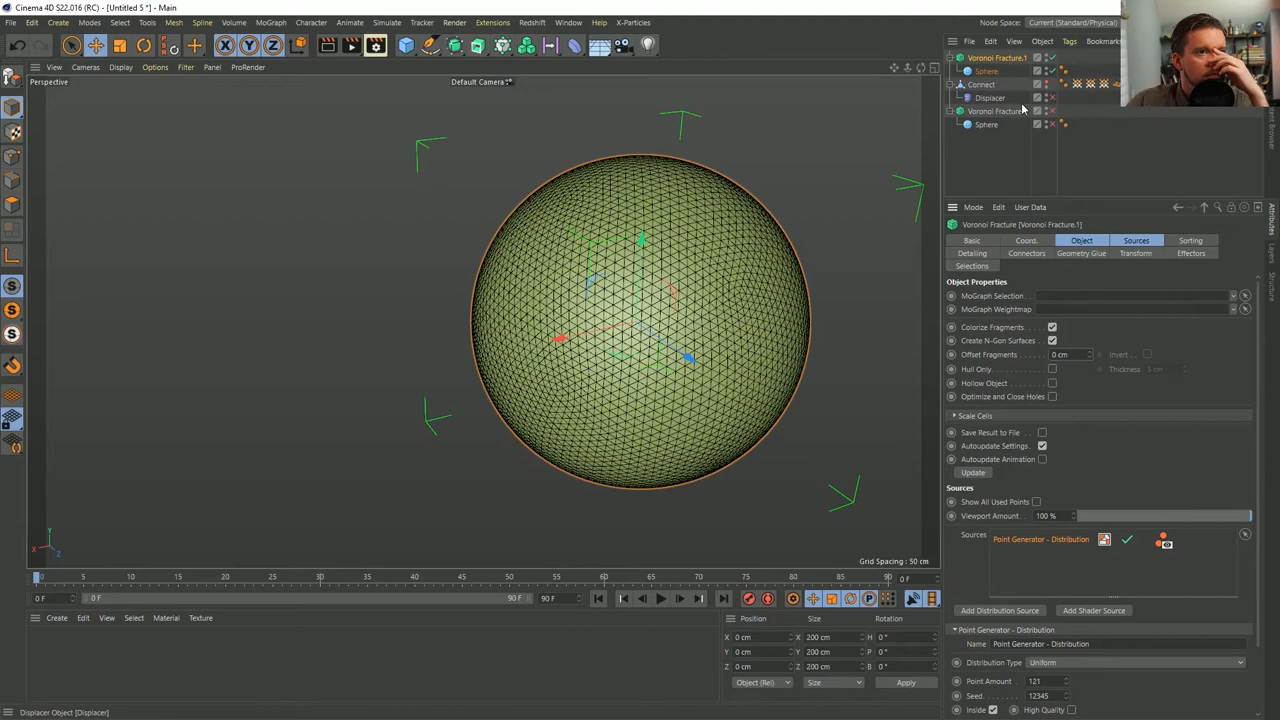 Cinema 4D S22.016 (RC) - [Untitled 5 *] - Main
File Edit Create Modes Select Tools Mesh Spline Volume MoGraph Character Animate Simulate Tracker Render Extensions Redshift Window Help X-Particles
Node Space: Current (Standard/Physical)
File Edit View Object Tags Bookmarks
View Cameras Display Options Filter Panel ProRender
Perspective
Default Camera
Voronoi Fracture.1
Sphere
Connect
Displacer
Voronoi Fracture
Sphere
Content Browser
Mode Edit User Data
Voronoi Fracture [Voronoi Fracture.1]
Basic Coord. Object Sources Sorting
Detailing Connectors Geometry Glue Transform Effectors
Selections
Attributes
Layers
Structure
Object Properties
MoGraph Selection
MoGraph Weightmap
Colorize Fragments
Create N-Gon Surfaces
Offset Fragments 0 cm Invert
Hull Only Thickness 5 cm
Hollow Object
Optimize and Close Holes
Scale Cells
Save Result to File
Autoupdate Settings
Autoupdate Animation
Update
Sources
Show All Used Points
Viewport Amount 100 %
Sources Point Generator - Distribution
Add Distribution Source Add Shader Source
Point Generator - Distribution
Name Point Generator - Distribution
Distribution Type Uniform
Point Amount 121
Seed 12345
Inside High Quality
X Y Z
Grid Spacing : 50 cm
0 5 10 15 20 25 30 35 40 45 50 55 60 65 70 75 80 85 90 0 F
0 F 0 F 90 F 90 F
Create Edit View Select Material Texture
Position Size Rotation
X 0 cm X 200 cm H 0 °
Y 0 cm Y 200 cm P 0 °
Z 0 cm Z 200 cm B 0 °
Object (Rel) Size Apply
Displacer Object [Displacer]